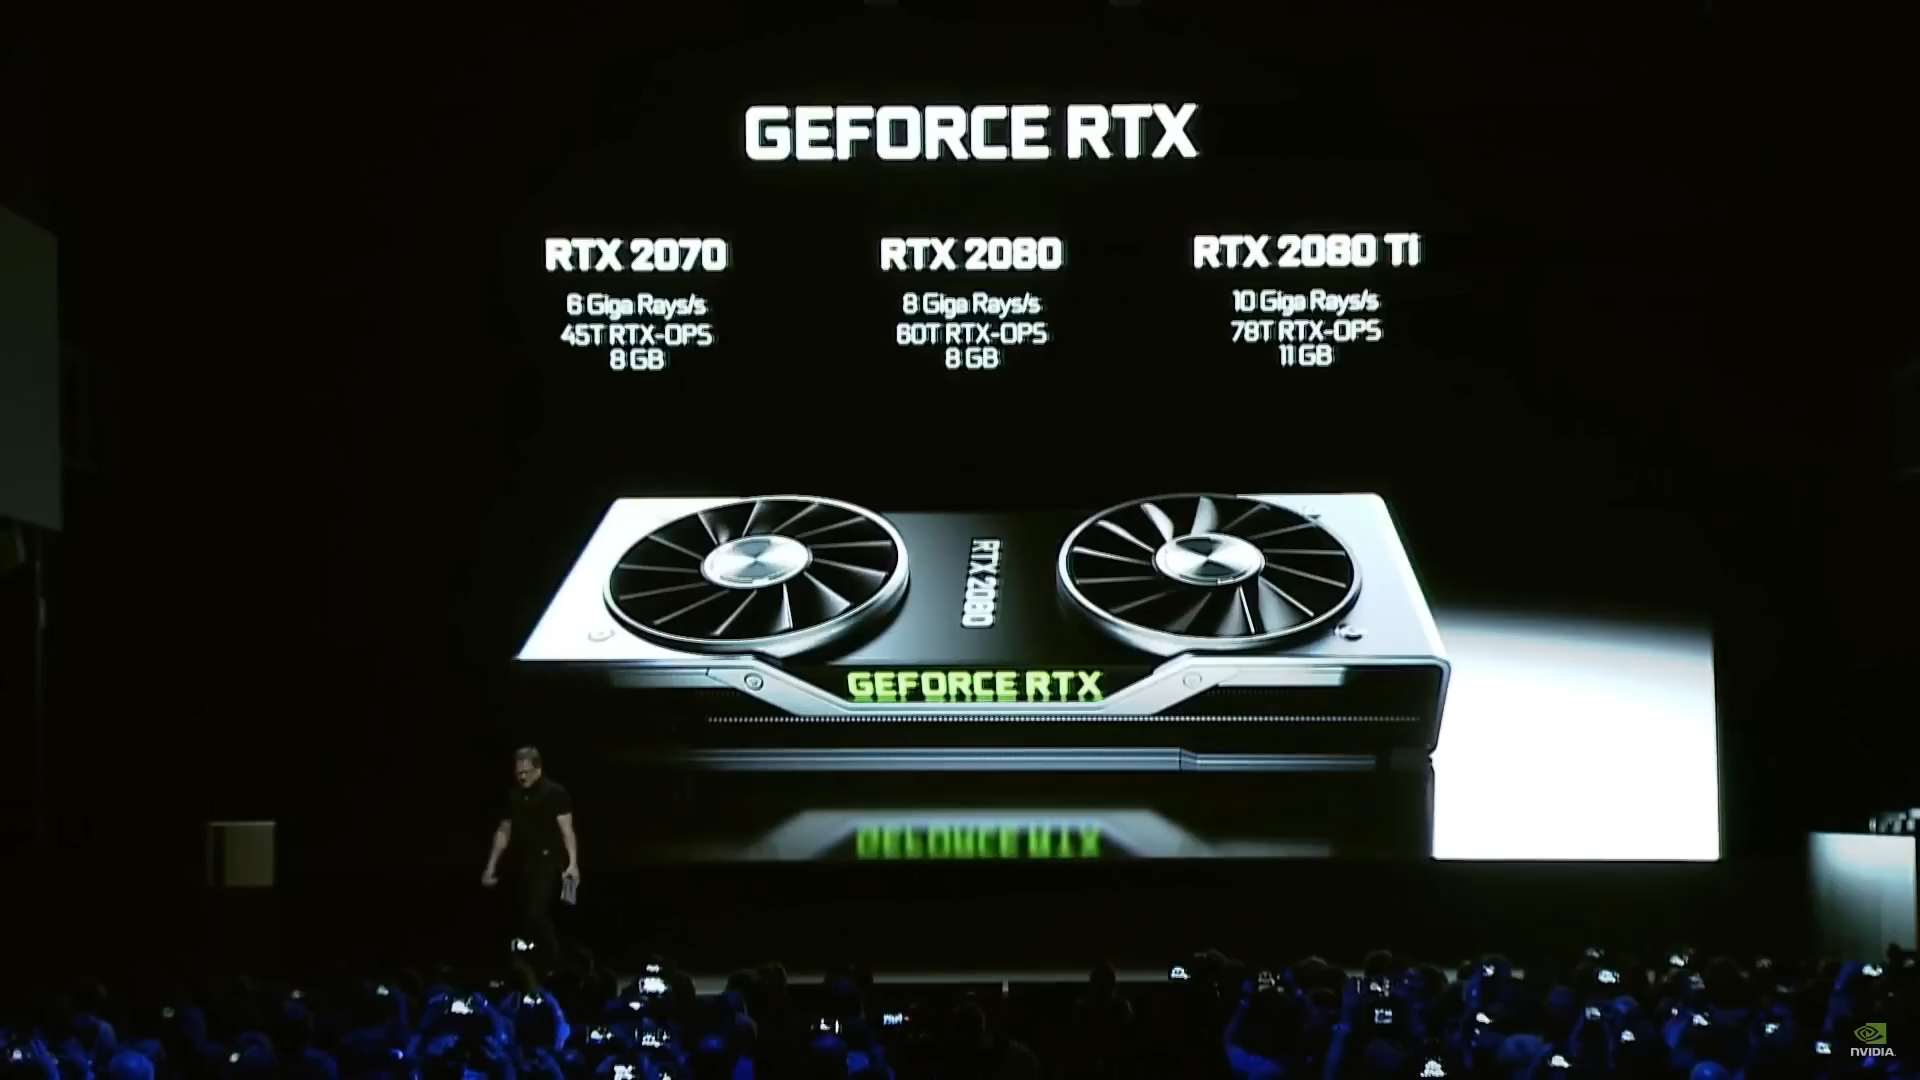 GEFORCE RTX
RTX 2070
6 Giga Rays/s
45T RTX-OPS
8 GB
RTX 2080
8 Giga Rays/s
60T RTX-OPS
8 GB
RTX 2080 Ti
10 Giga Rays/s
78T RTX-OPS
11 GB
RTX 2080
GEFORCE RTX
GEFORCE RTX
NVIDIA